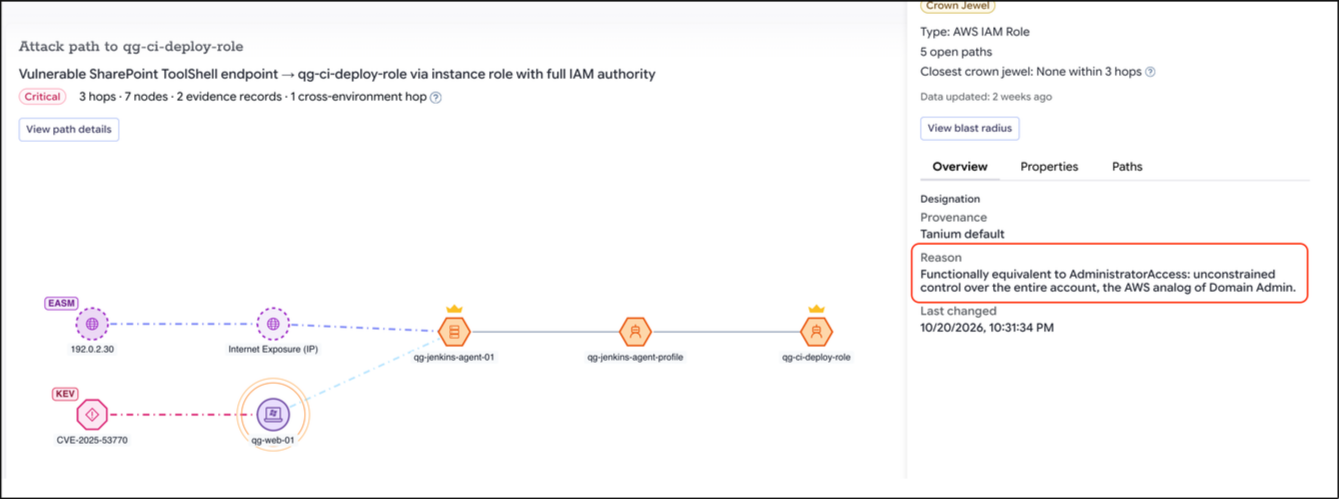 Attack path to qg-ci-deploy-role
Vulnerable SharePoint ToolShell endpoint → qg-ci-deploy-role via instance role with full IAM authority
Critical
3 hops · 7 nodes · 2 evidence records · 1 cross-environment hop ?
View path details
EASM
192.0.2.30
Internet Exposure (IP)
qg-jenkins-agent-01
qg-jenkins-agent-profile
qg-ci-deploy-role
KEV
CVE-2025-53770
qg-web-01
Crown Jewel
Type: AWS IAM Role
5 open paths
Closest crown jewel: None within 3 hops ?
Data updated: 2 weeks ago
View blast radius
Overview Properties Paths
Designation
Provenance
Tanium default
Reason
Functionally equivalent to AdministratorAccess: unconstrained
control over the entire account, the AWS analog of Domain Admin.
Last changed
10/20/2026, 10:31:34 PM